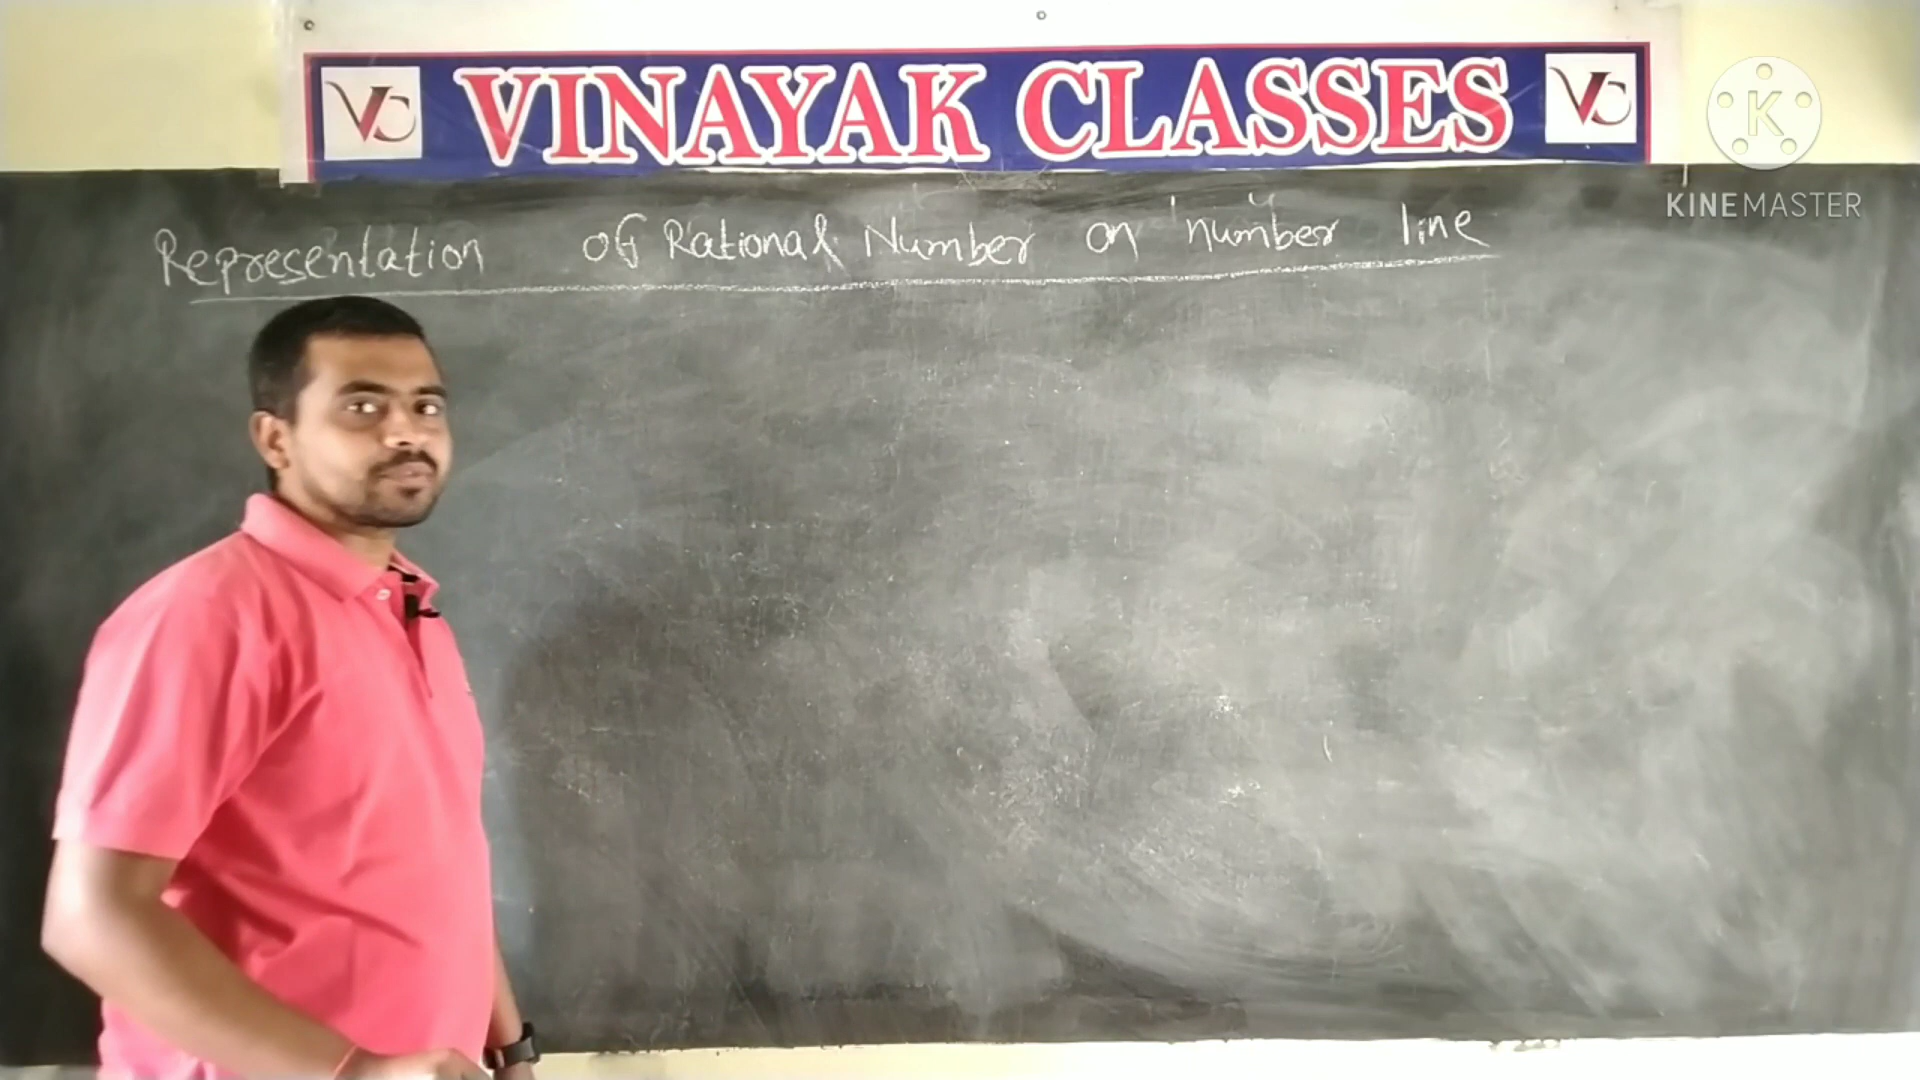 VC VINAYAK CLASSES VC
K
KINEMASTER
Representation of Rational Number on number line